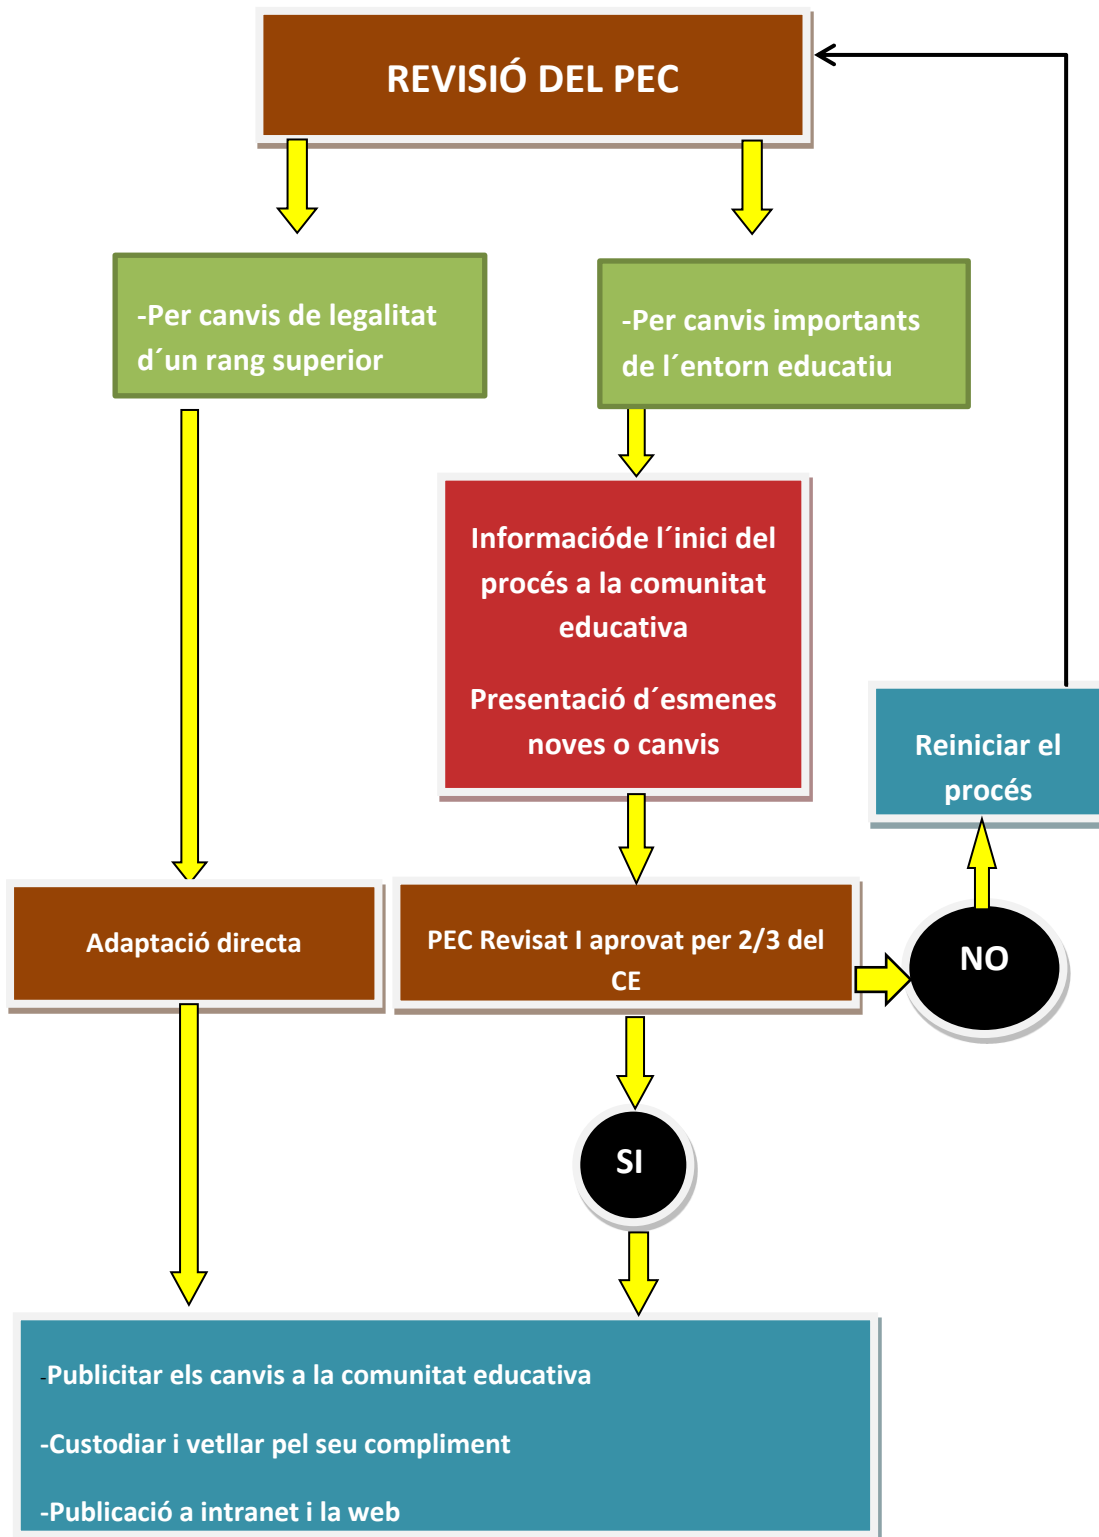 REVISIÓ DEL PEC
-Per canvis de legalitat
d´un rang superior
-Per canvis importants
de l´entorn educatiu
Informacióde l´inici del
procés a la comunitat
educativa
Presentació d´esmenes
noves o canvis
Reiniciar el
procés
Adaptació directa
PEC Revisat I aprovat per 2/3 del
CE
NO
SI
-Publicitar els canvis a la comunitat educativa
-Custodiar i vetllar pel seu compliment
-Publicació a intranet i la web